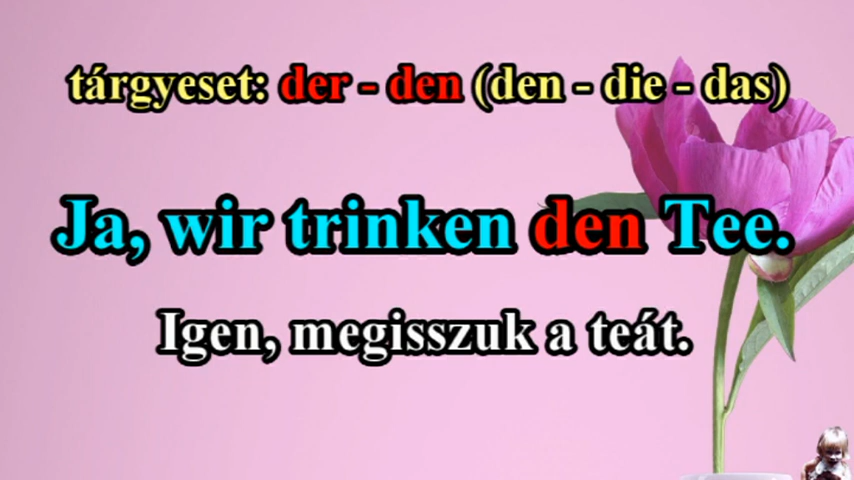 tárgyeset: der - den (den - die - das)
Ja, wir trinken den Tee.
Igen, megisszuk a teát.